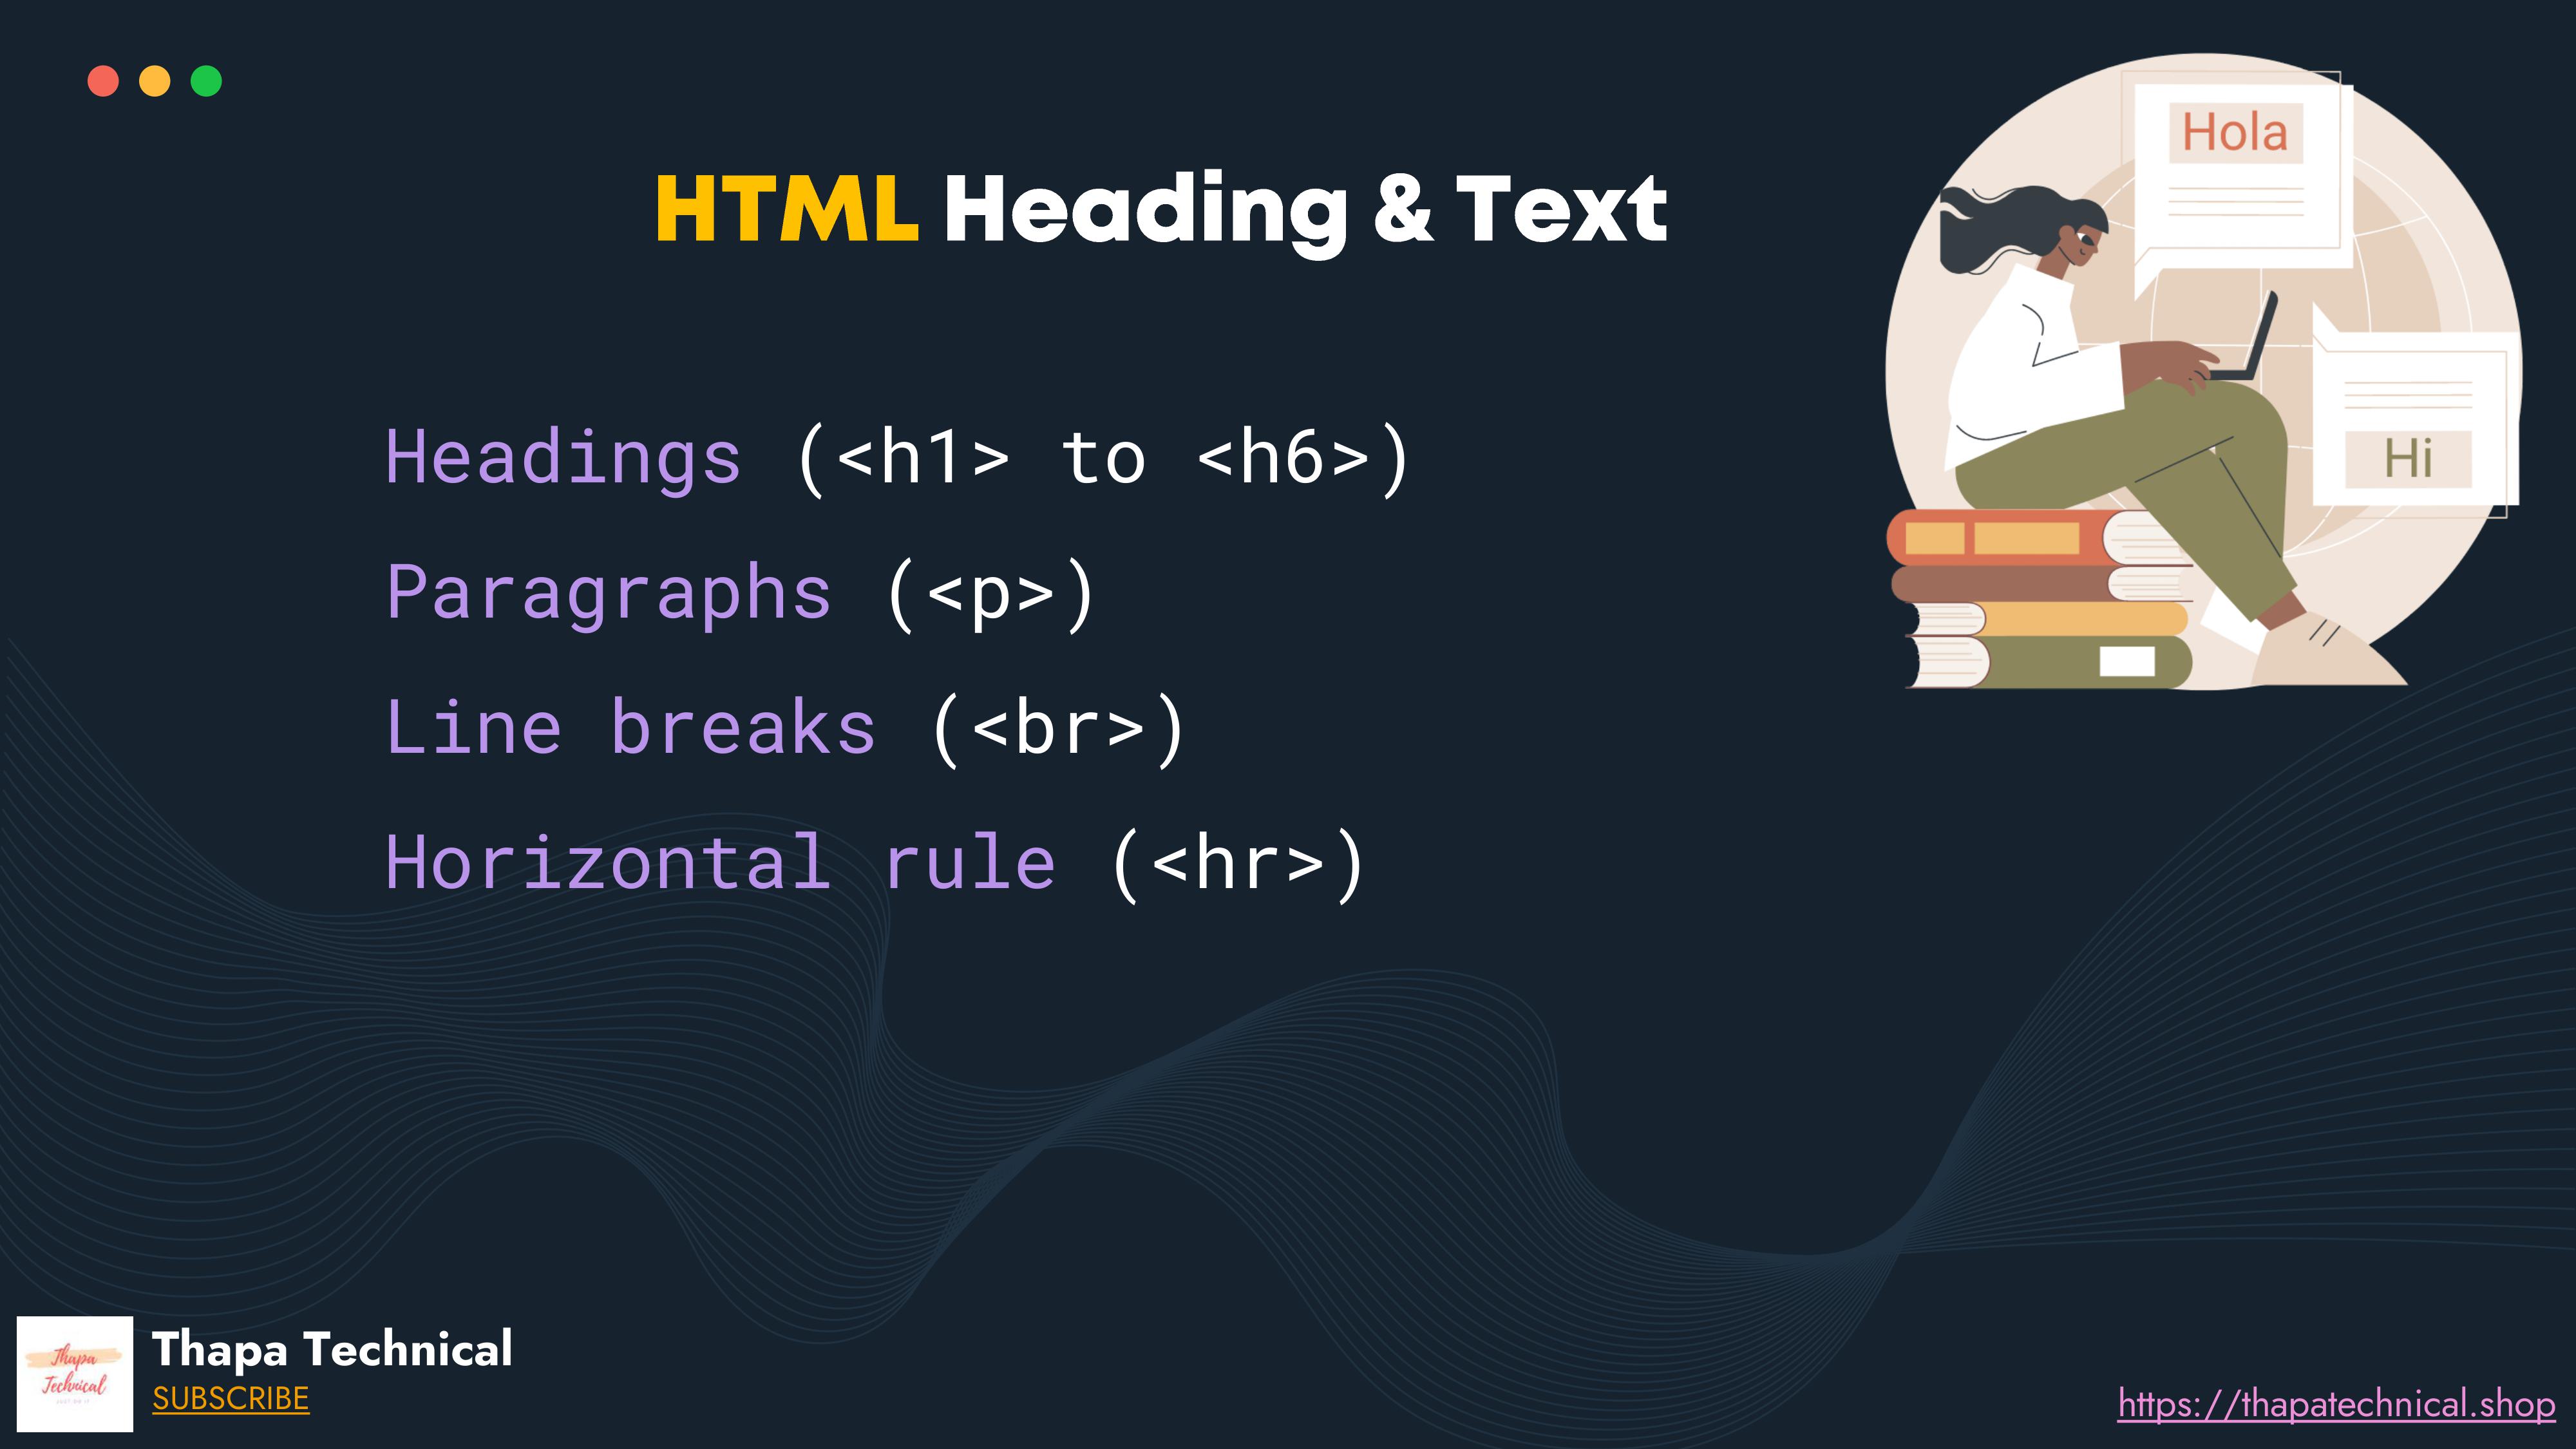 HTML Heading & Text
Hola
Hi
Headings (<h1> to <h6>)
Paragraphs (<p>)
Line breaks (<br>)
Horizontal rule (<hr>)
Thapa
Technical
Thapa Technical
SUBSCRIBE
https://thapatechnical.shop